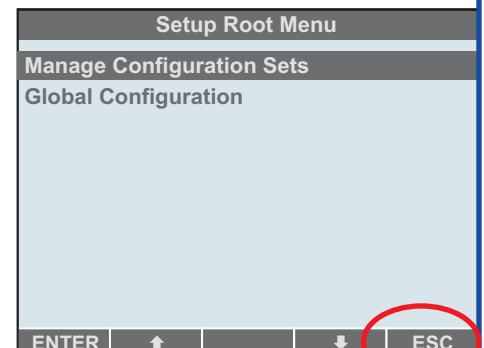 Setup Root Menu
Manage Configuration Sets
Global Configuration
ENTER ⬆ ⬇ ESC